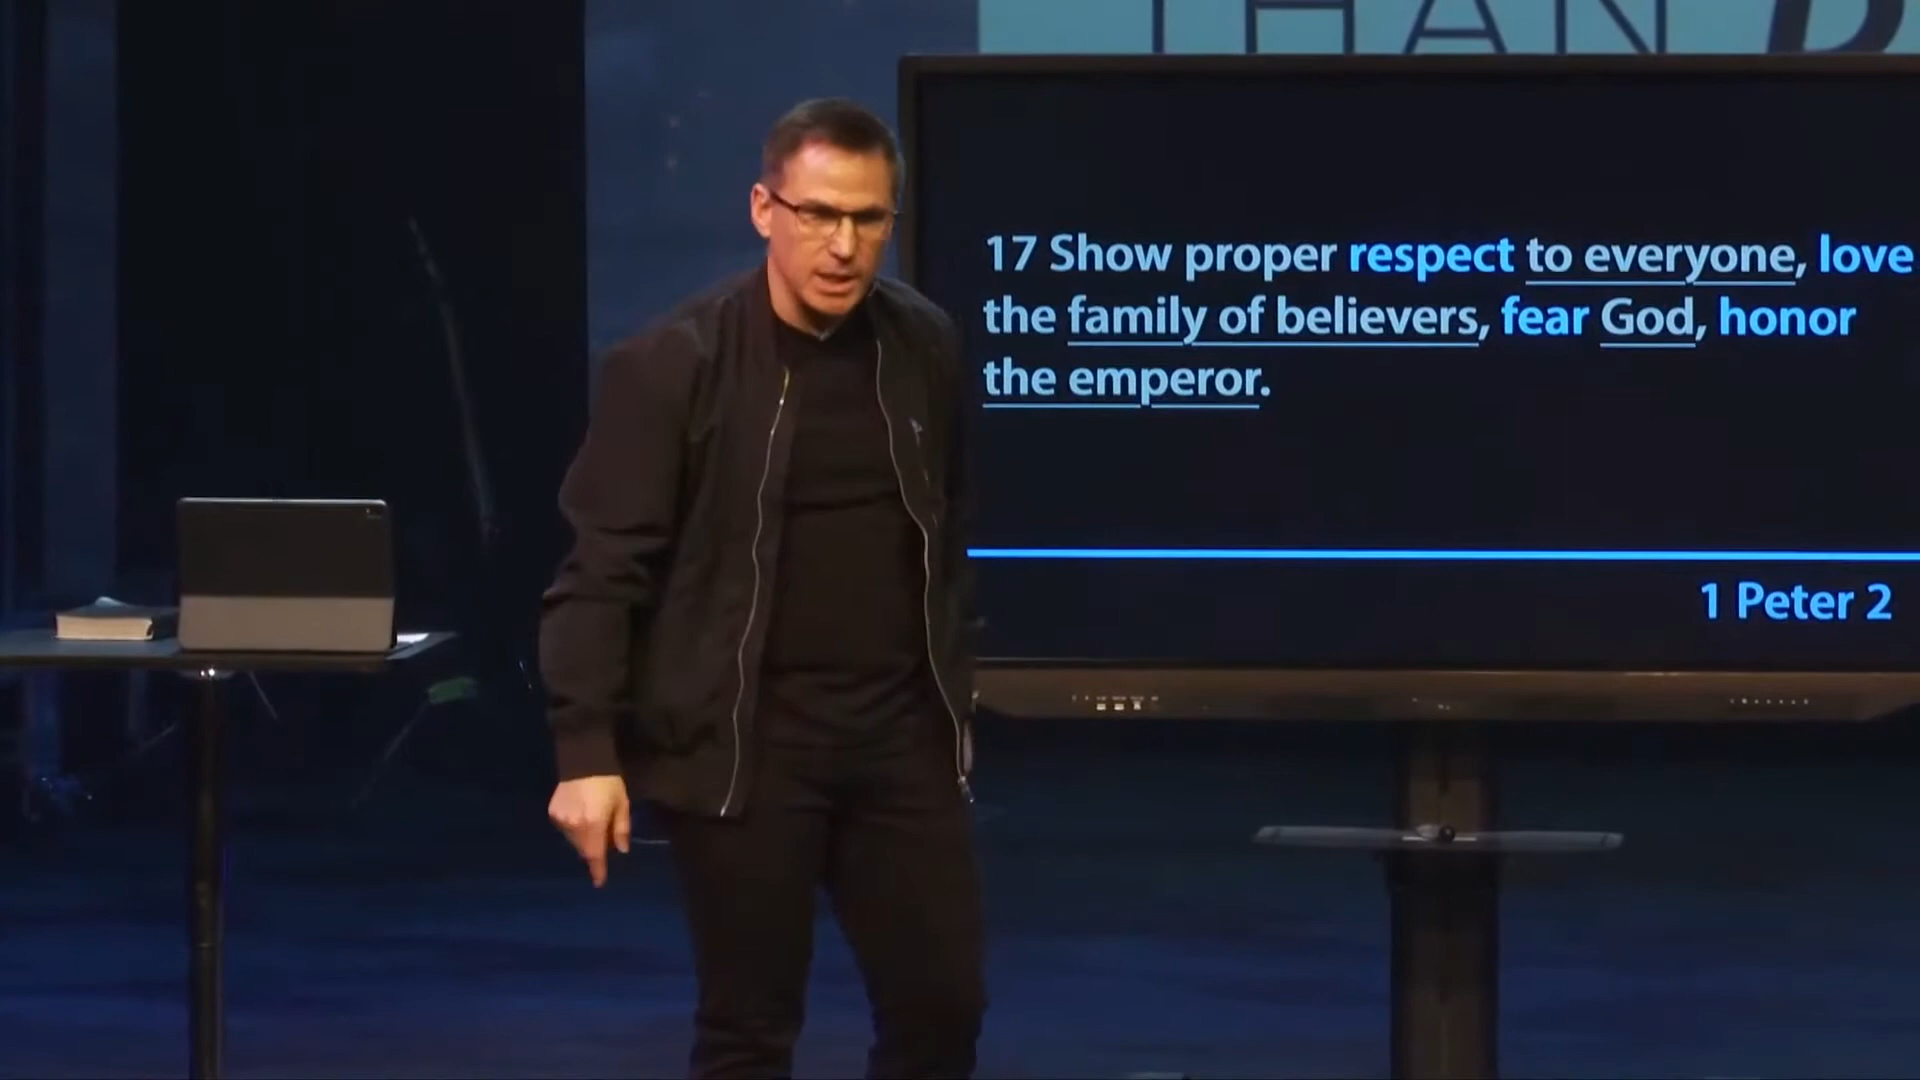 THAN
17 Show proper respect to everyone, love
the family of believers, fear God, honor
the emperor.
1 Peter 2